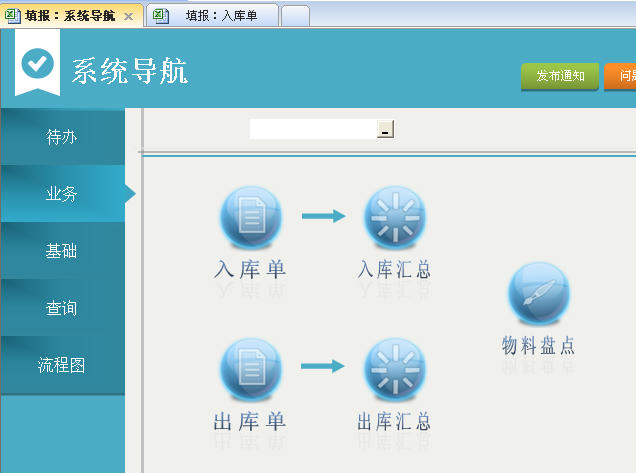 填报：系统导航
填报：入库单
系统导航
发布通知
待办
业务
基础
查询
流程图
入库单
入库汇总
物料盘点
出库单
出库汇总